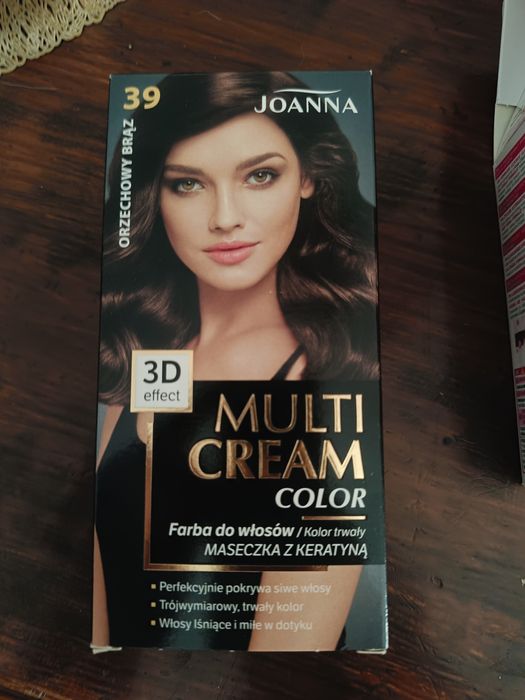 39
ORZECHOWY BRĄZ
JOANNA
3D
effect
MULTI
CREAM
COLOR
Farba do włosów / Kolor trwały
MASECZKA Z KERATYNĄ
• Perfekcyjnie pokrywa siwe włosy
• Trójwymiarowy, trwały kolor
• Włosy lśniące i miłe w dotyku